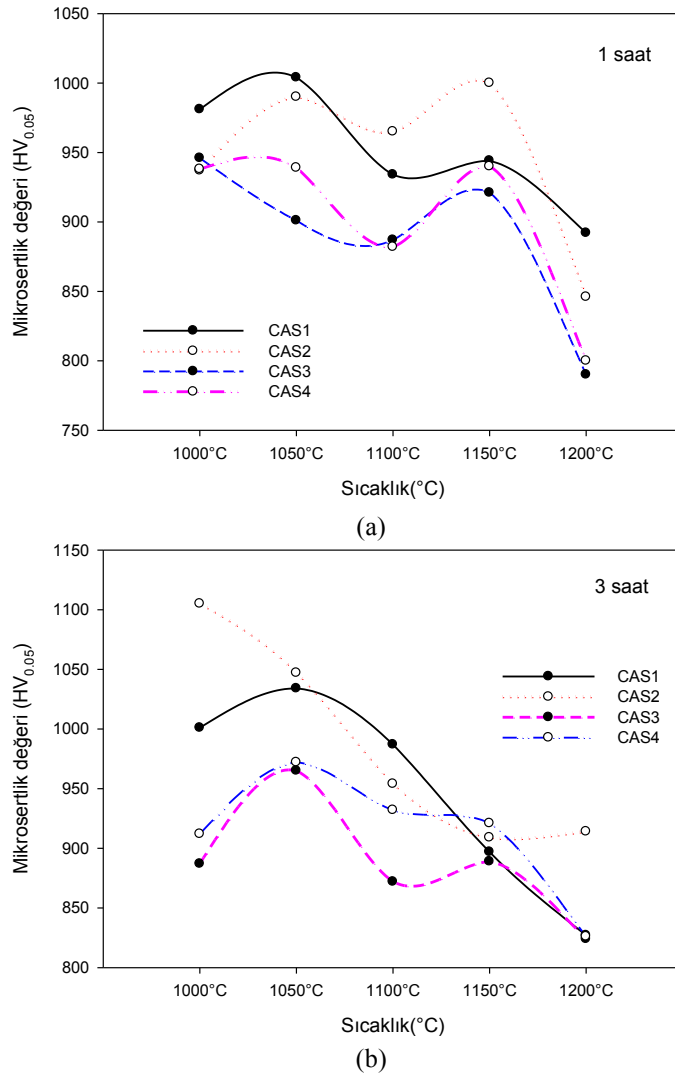 1050
1 saat
1000
950
900
850
800
750
Mikrosertlik değeri (HV0.05)
CAS1
CAS2
CAS3
CAS4
1000°C 1050°C 1100°C 1150°C 1200°C
Sıcaklık(°C)
(a)
1150
3 saat
1100
1050
1000
950
900
850
800
Mikrosertlik değeri (HV0.05)
CAS1
CAS2
CAS3
CAS4
1000°C 1050°C 1100°C 1150°C 1200°C
Sıcaklık(°C)
(b)